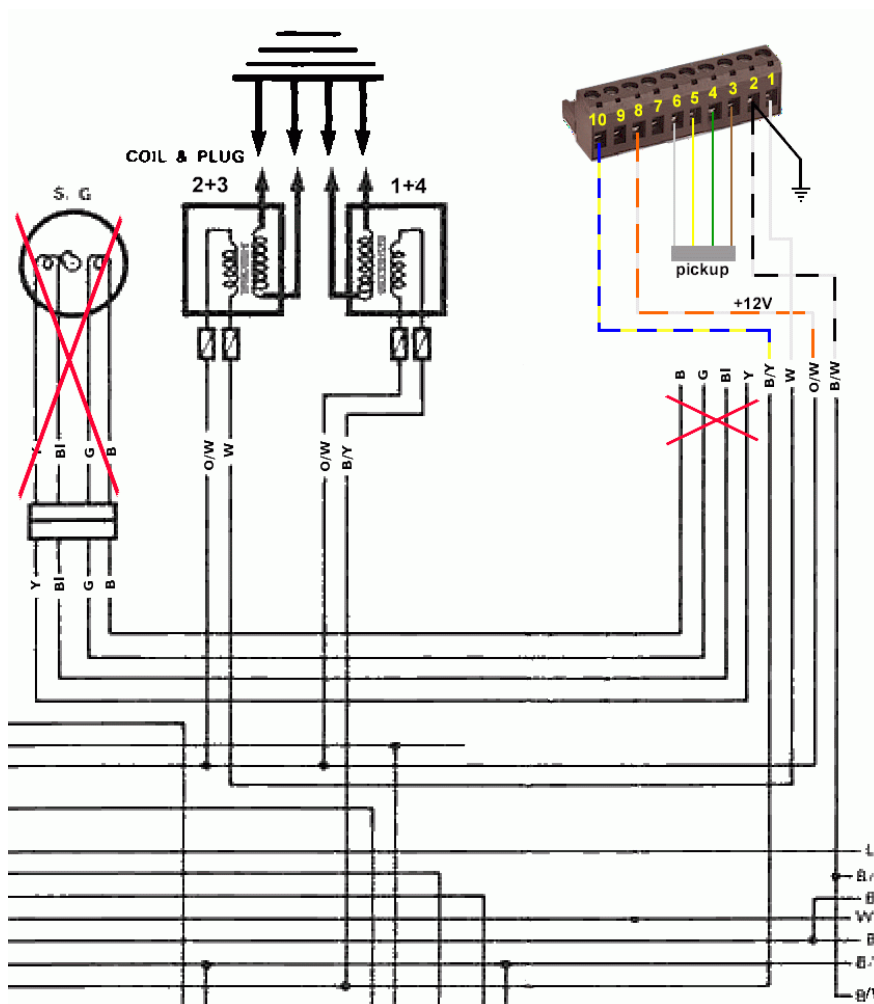 COIL & PLUG
2+3
1+4
S. G
10 9 8 7 6 5 4 3 2 1
pickup
+12V
B G Bl Y B/Y W O/W B/W
Bl G B
O/W W
O/W B/Y
Y Bl G B
W